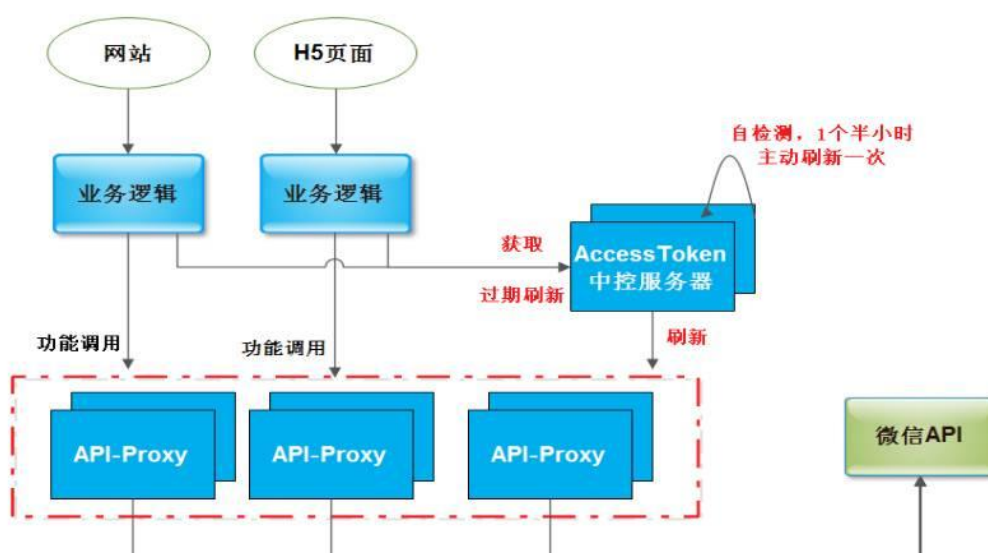 网站
H5页面
自检测，1个半小时
主动刷新一次
业务逻辑
业务逻辑
获取
AccessToken
中控服务器
过期刷新
功能调用
功能调用
刷新
API-Proxy
API-Proxy
API-Proxy
微信API